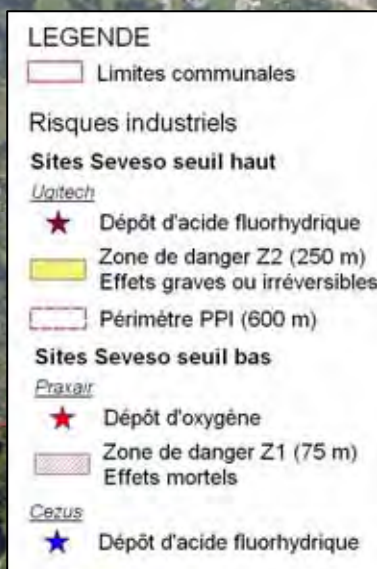 LEGENDE
Limites communales
Risques industriels
Sites Seveso seuil haut
Ugitech
Dépôt d'acide fluorhydrique
Zone de danger Z2 (250 m)
Effets graves ou irréversibles
Périmètre PPI (600 m)
Sites Seveso seuil bas
Praxair
Dépôt d'oxygène
Zone de danger Z1 (75 m)
Effets mortels
Cezus
Dépôt d'acide fluorhydrique